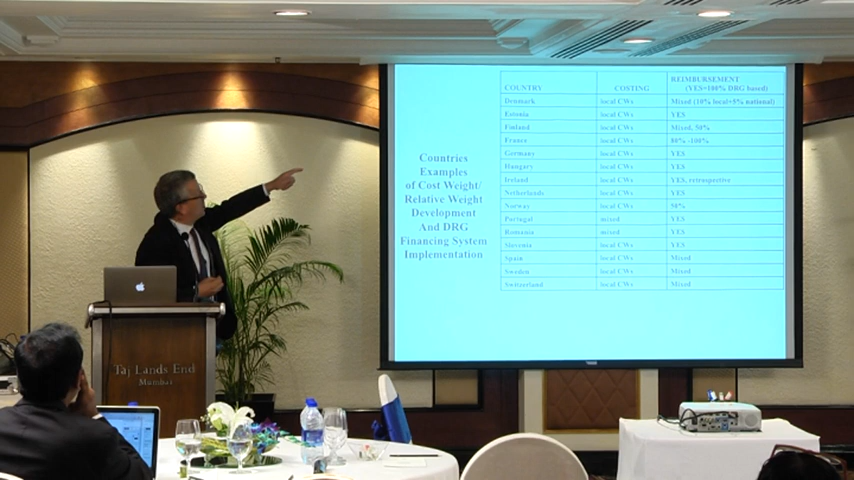 COUNTRY COSTING REIMBURSEMENT
(YES=100% DRG based)
Denmark local CWs Mixed (10% local+5% national)
Estonia local CWs YES
Finland local CWs Mixed, 50%
France local CWs 80% -100%
Germany local CWs YES
Hungary local CWs YES
Ireland local CWs YES, retrospective
Netherlands local CWs YES
Norway local CWs 50%
Portugal mixed YES
Romania mixed YES
Slovenia local CWs YES
Spain local CWs Mixed
Sweden local CWs Mixed
Switzerland local CWs Mixed
Countries
Examples
of Cost Weight/
Relative Weight
Development
And DRG
Financing System
Implementation
Taj Lands End
Mumbai